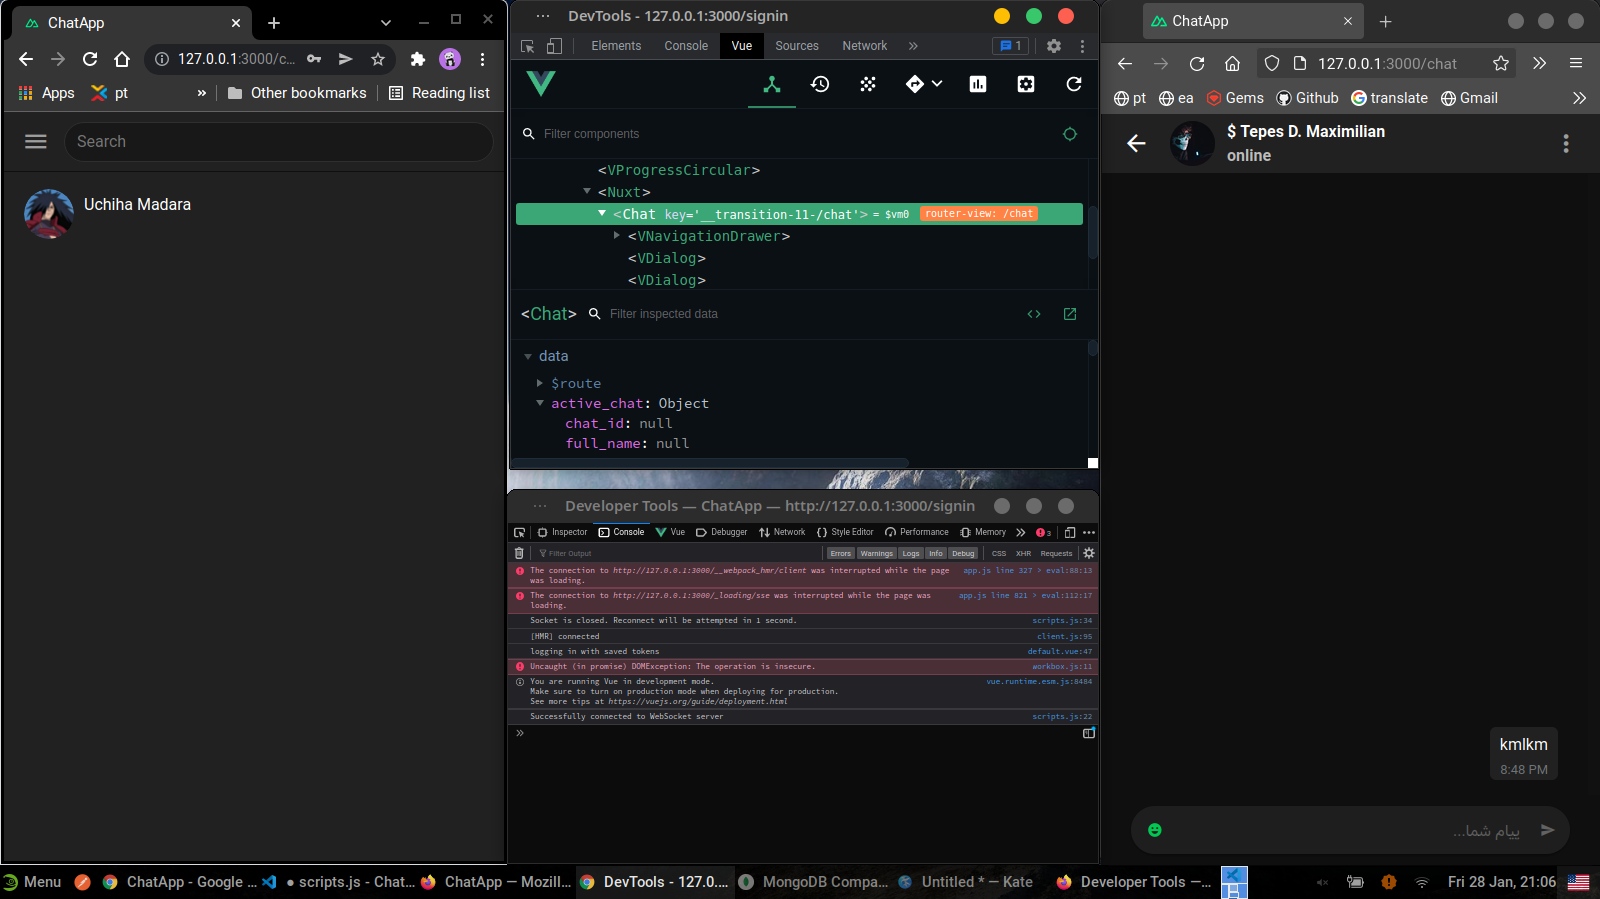 ChatApp
127.0.0.1:3000/c...
Apps
pt
»
Other bookmarks
Reading list
Search
Uchiha Madara
DevTools - 127.0.0.1:3000/signin
Elements
Console
Vue
Sources
Network
»
1
Filter components
<VProgressCircular>
<Nuxt>
<Chat key='__transition-11-/chat'> = $vm0 router-view: /chat
<VNavigationDrawer>
<VDialog>
<VDialog>
<Chat>
Filter inspected data
data
$route
active_chat: Object
chat_id: null
full_name: null
Developer Tools — ChatApp — http://127.0.0.1:3000/signin
Inspector
Console
Vue
Debugger
Network
Style Editor
Performance
Memory
3
Filter Output
Errors
Warnings
Logs
Info
Debug
CSS
XHR
Requests
The connection to http://127.0.0.1:3000/__webpack_hmr/client was interrupted while the page app.js line 327 > eval:88:13
was loading.
The connection to http://127.0.0.1:3000/_loading/sse was interrupted while the page was app.js line 821 > eval:112:17
loading.
Socket is closed. Reconnect will be attempted in 1 second. scripts.js:34
[HMR] connected client.js:95
logging in with saved tokens default.vue:47
Uncaught (in promise) DOMException: The operation is insecure. workbox.js:11
You are running Vue in development mode. vue.runtime.esm.js:8484
Make sure to turn on production mode when deploying for production.
See more tips at https://vuejs.org/guide/deployment.html
Successfully connected to WebSocket server scripts.js:22
»
ChatApp
127.0.0.1:3000/chat
pt
ea
Gems
Github
translate
Gmail
$ Tepes D. Maximilian
online
kmlkm
8:48 PM
پیام شما...
Menu
ChatApp - Google ...
● scripts.js - Chat...
ChatApp — Mozill...
DevTools - 127.0....
MongoDB Compa...
Untitled * — Kate
Developer Tools —...
Fri 28 Jan, 21:06